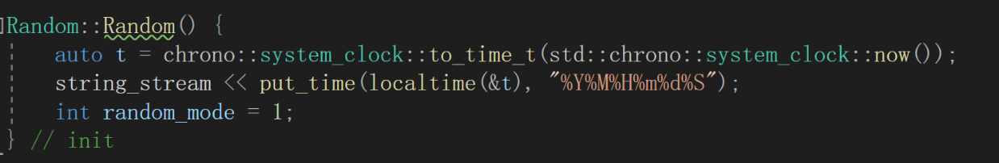 Random::Random() {
auto t = chrono::system_clock::to_time_t(std::chrono::system_clock::now());
string_stream << put_time(localtime(&t), "%Y%M%H%m%d%S");
int random_mode = 1;
} // init